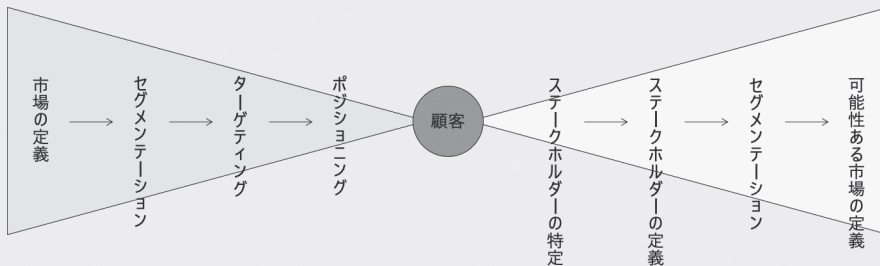 市場の定義
セグメンテーション
ターゲティング
ポジショニング
顧客
ステークホルダーの特定
ステークホルダーの定義
セグメンテーション
可能性ある市場の定義